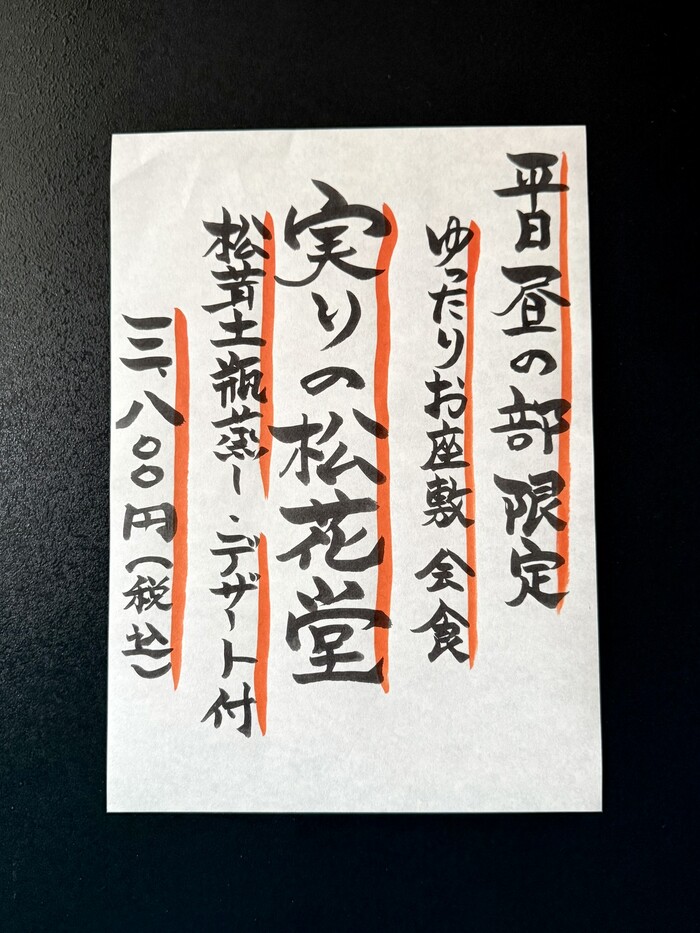 平日昼の部限定
ゆったりお座敷 会食
実りの松花堂
松茸土瓶蒸し・デザート付
三、八〇〇円(税込)